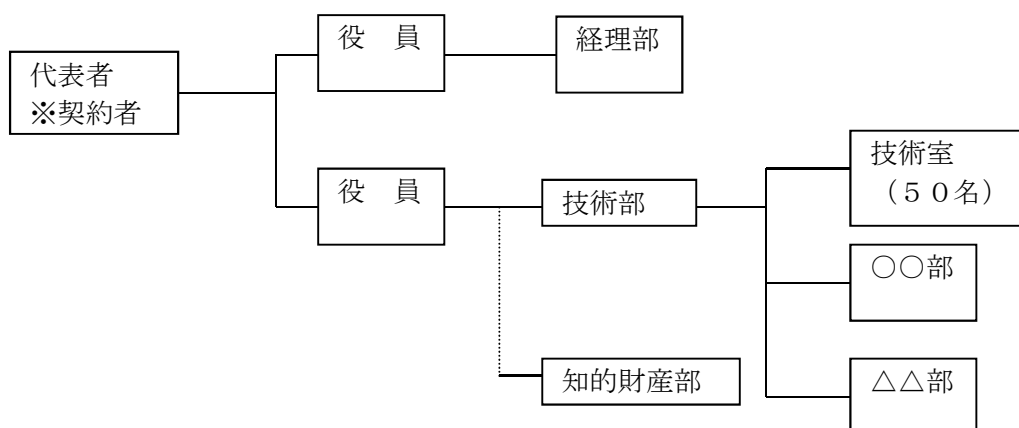 役　員
経理部
代表者
※契約者
役　員
技術部
技術室
（５０名）
○○部
知的財産部
△△部